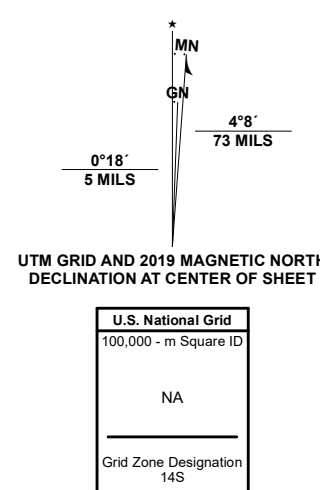 ★
MN
GN
4°8´
73 MILS
0°18´
5 MILS
UTM GRID AND 2019 MAGNETIC NORTH
DECLINATION AT CENTER OF SHEET
U.S. National Grid
100,000 - m Square ID
NA
Grid Zone Designation
14S